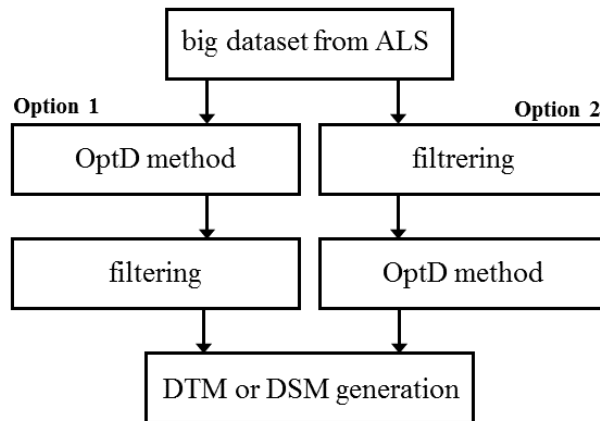 big dataset from ALS
Option 1
Option 2
OptD method
filtrering
filtering
OptD method
DTM or DSM generation